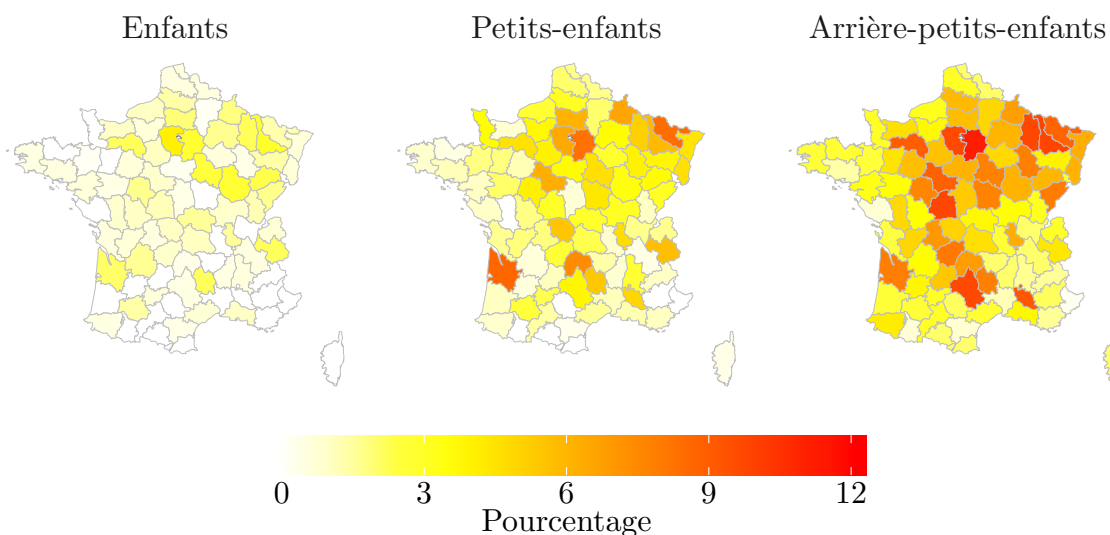 Enfants
Petits-enfants
Arrière-petits-enfants
0 3 6 9 12
Pourcentage